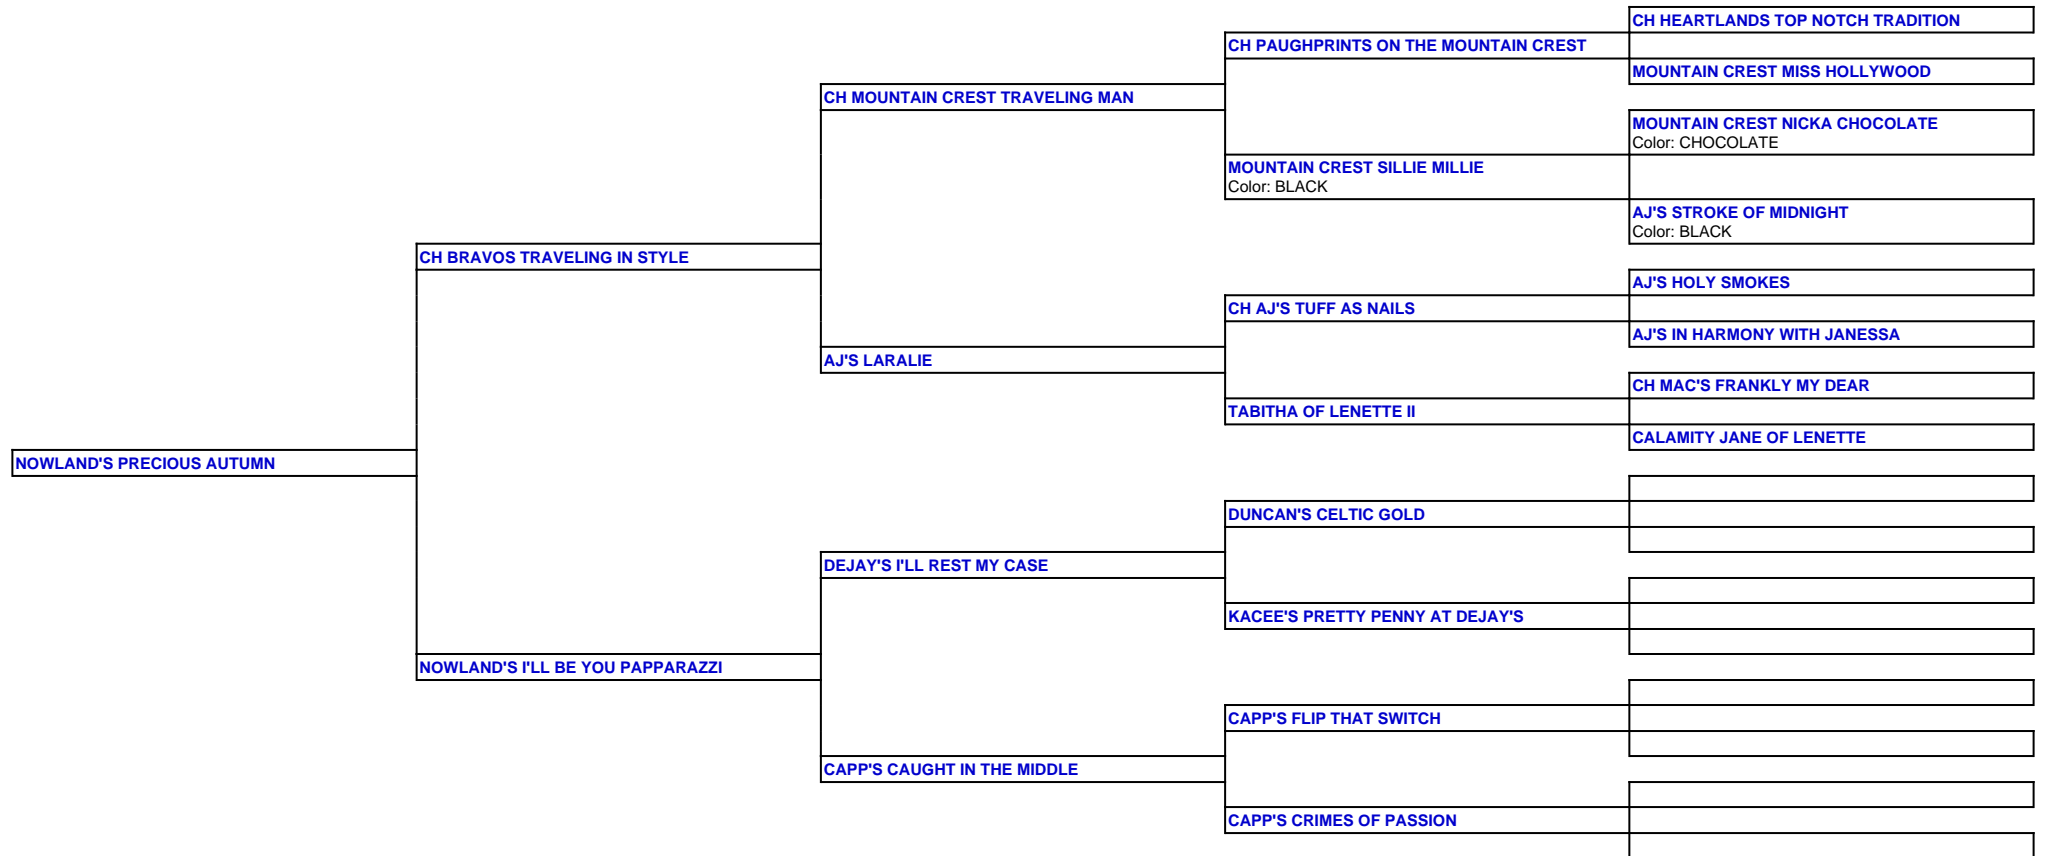 CH HEARTLANDS TOP NOTCH TRADITION
CH PAUGHPRINTS ON THE MOUNTAIN CREST
MOUNTAIN CREST MISS HOLLYWOOD
CH MOUNTAIN CREST TRAVELING MAN
MOUNTAIN CREST NICKA CHOCOLATE
Color: CHOCOLATE
MOUNTAIN CREST SILLIE MILLIE
Color: BLACK
AJ'S STROKE OF MIDNIGHT
Color: BLACK
CH BRAVOS TRAVELING IN STYLE
AJ'S HOLY SMOKES
CH AJ'S TUFF AS NAILS
AJ'S IN HARMONY WITH JANESSA
AJ'S LARALIE
CH MAC'S FRANKLY MY DEAR
TABITHA OF LENETTE II
CALAMITY JANE OF LENETTE
NOWLAND'S PRECIOUS AUTUMN
DUNCAN'S CELTIC GOLD
DEJAY'S I'LL REST MY CASE
KACEE'S PRETTY PENNY AT DEJAY'S
NOWLAND'S I'LL BE YOU PAPPARAZZI
CAPP'S FLIP THAT SWITCH
CAPP'S CAUGHT IN THE MIDDLE
CAPP'S CRIMES OF PASSION